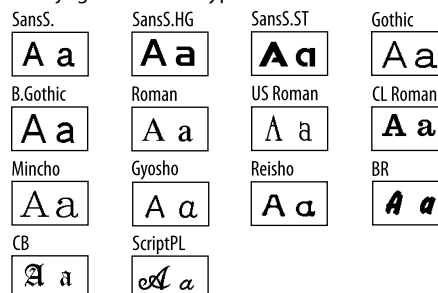 SansS. SansS.HG SansS.ST Gothic
A a A a A a A a
B.Gothic Roman US Roman CL Roman
A a A a A a A a
Mincho Gyosho Reisho BR
A a A a A a A a
CB ScriptPL
A a A a